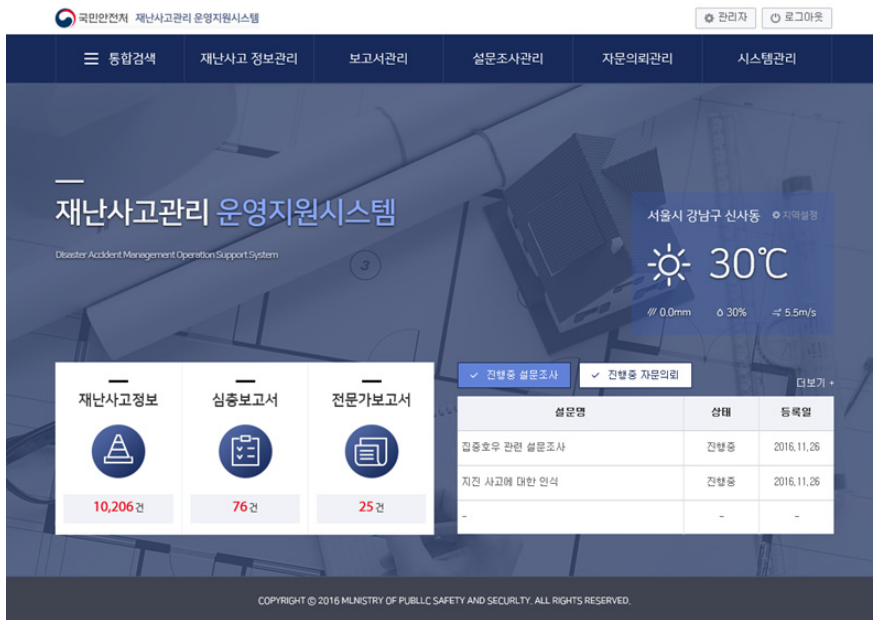 국민안전처 재난사고관리 운영지원시스템
관리자 로그아웃
통합검색 재난사고 정보관리 보고서관리 설문조사관리 자문의뢰관리 시스템관리
재난사고관리 운영지원시스템
Disaster Accident Management Operation Support System
서울시 강남구 신사동 지역설정
30℃
0.0mm 30% 5.5m/s
3
재난사고정보 심층보고서 전문가보고서
10,206건 76건 25건
진행중 설문조사 진행중 자문의뢰 더보기 +
설문명 상태 등록일
집중호우 관련 설문조사 진행중 2016.11.26
지진 사고에 대한 인식 진행중 2016.11.26
- - -
COPYRIGHT ⓒ 2016 MLNISTRY OF PUBLLC SAFETY AND SECURLTY. ALL RIGHTS RESERVED.